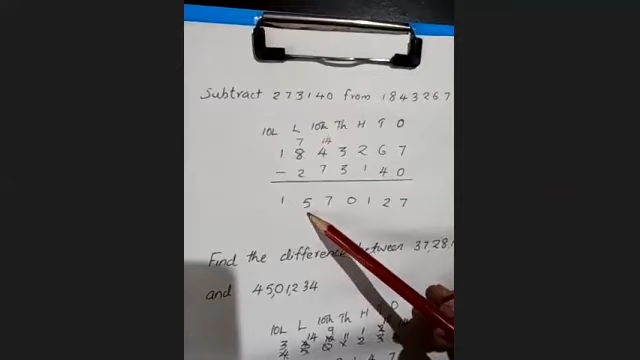 Subtract 273140 from 1843267
10L L 10Th Th H T O
7 14
1 8 4 3 2 6 7
- 2 7 3 1 4 0
1 5 7 0 1 2 7
Find the difference between 37,28,
and 45,01,234
10L L 10Th Th H T O